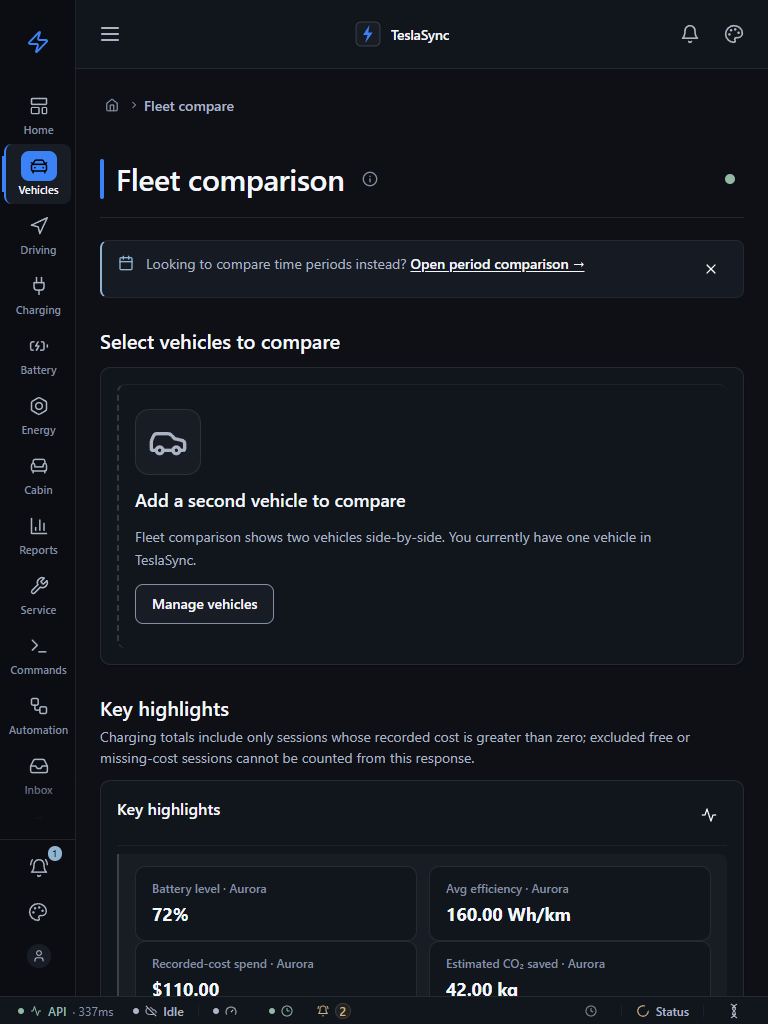 TeslaSync
Home
Vehicles
Driving
Charging
Battery
Energy
Cabin
Reports
Service
Commands
Automation
Inbox
1
Fleet compare
Fleet comparison
Looking to compare time periods instead? Open period comparison →
Select vehicles to compare
Add a second vehicle to compare
Fleet comparison shows two vehicles side-by-side. You currently have one vehicle in
TeslaSync.
Manage vehicles
Key highlights
Charging totals include only sessions whose recorded cost is greater than zero; excluded free or
missing-cost sessions cannot be counted from this response.
Key highlights
Battery level · Aurora
72%
Avg efficiency · Aurora
160.00 Wh/km
Recorded-cost spend · Aurora
$110.00
Estimated CO₂ saved · Aurora
42.00 kg
API · 337ms
Idle
2
Status